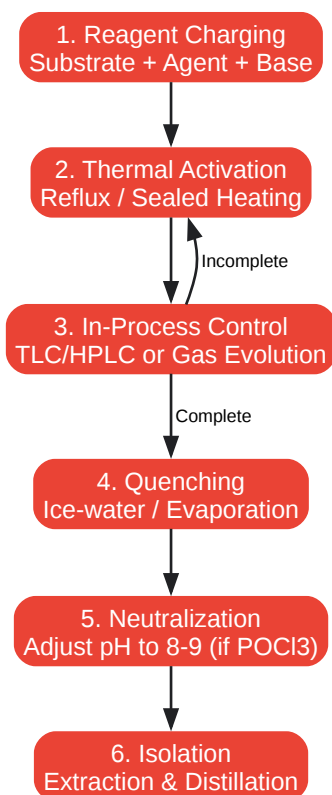 1. Reagent Charging
Substrate + Agent + Base
2. Thermal Activation
Reflux / Sealed Heating
Incomplete
3. In-Process Control
TLC/HPLC or Gas Evolution
Complete
4. Quenching
Ice-water / Evaporation
5. Neutralization
Adjust pH to 8-9 (if POCl3)
6. Isolation
Extraction & Distillation